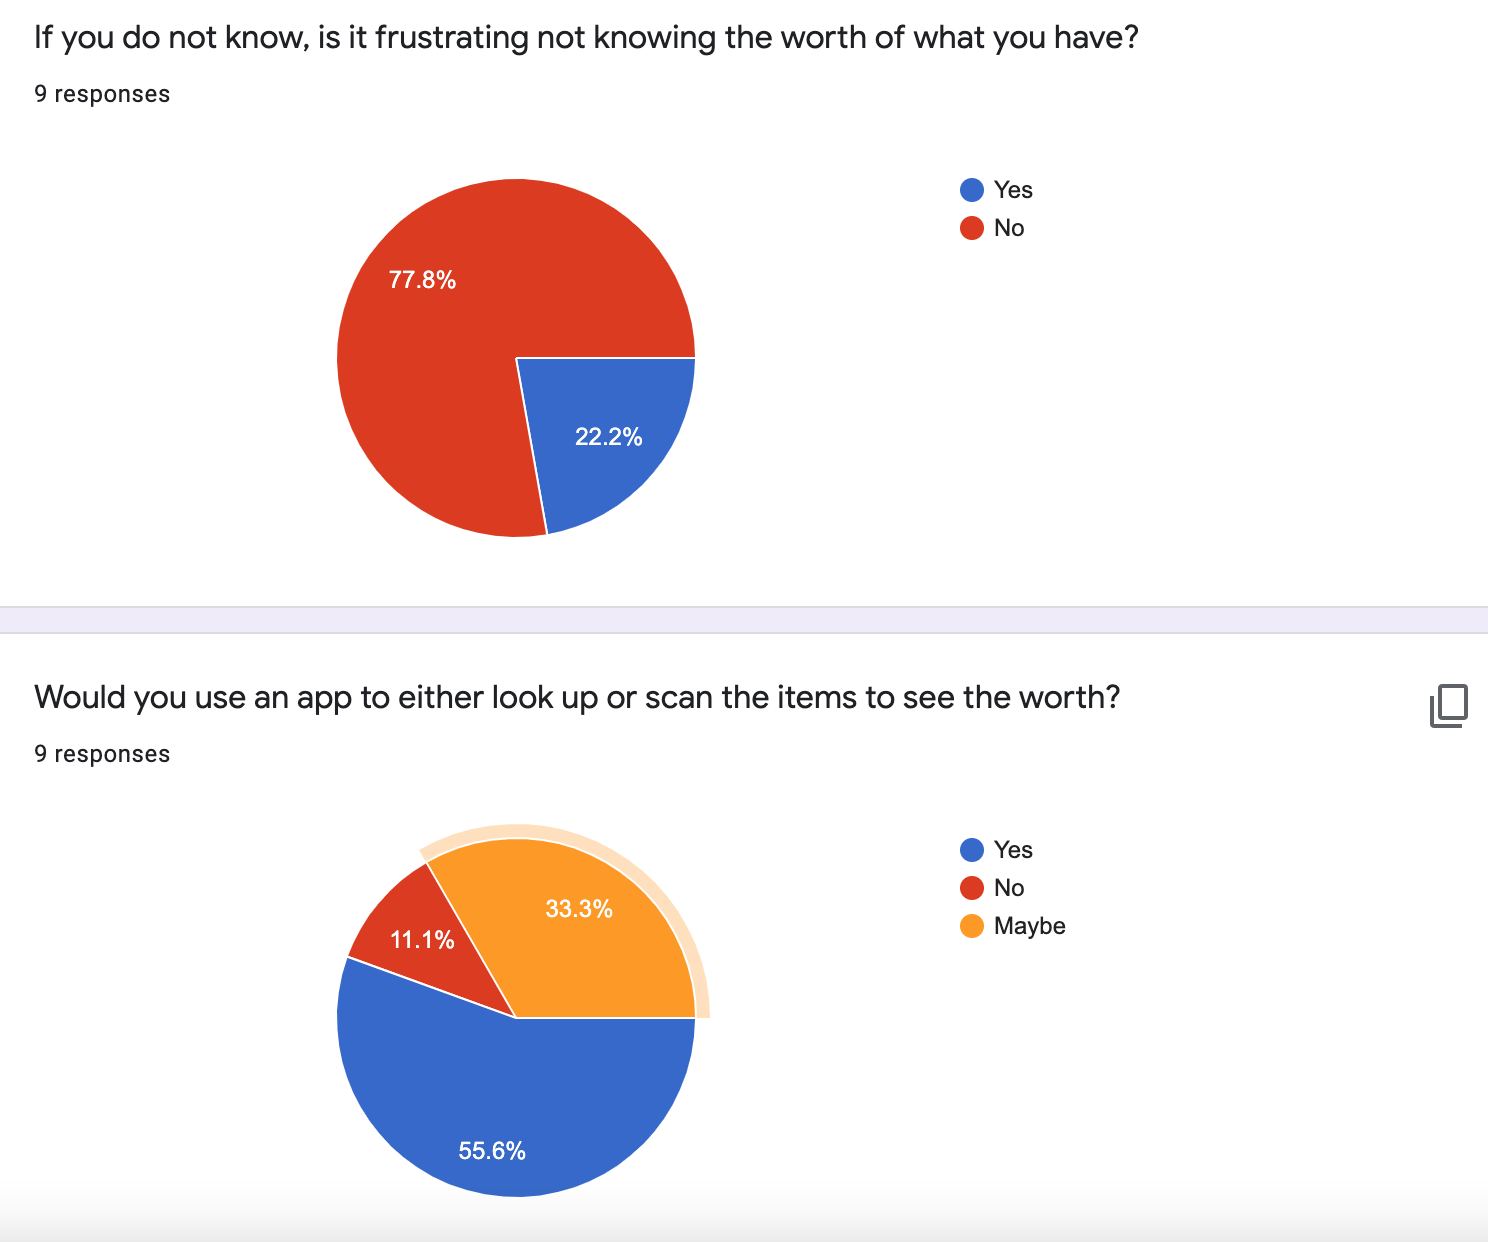 If you do not know, is it frustrating not knowing the worth of what you have?
9 responses
Yes
No
77.8%
22.2%
Would you use an app to either look up or scan the items to see the worth?
9 responses
Yes
No
Maybe
33.3%
11.1%
55.6%